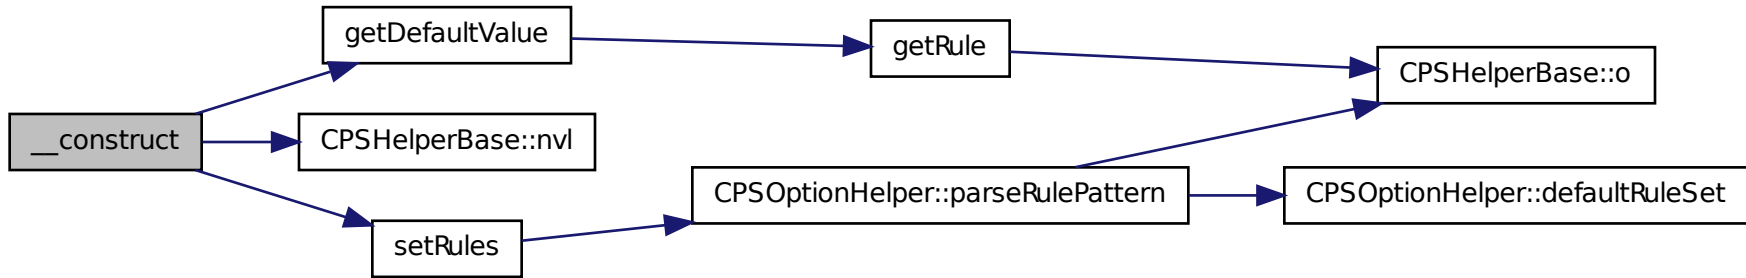 getDefaultValue
getRule
CPSHelperBase::o
__construct
CPSHelperBase::nvl
CPSOptionHelper::parseRulePattern
CPSOptionHelper::defaultRuleSet
setRules